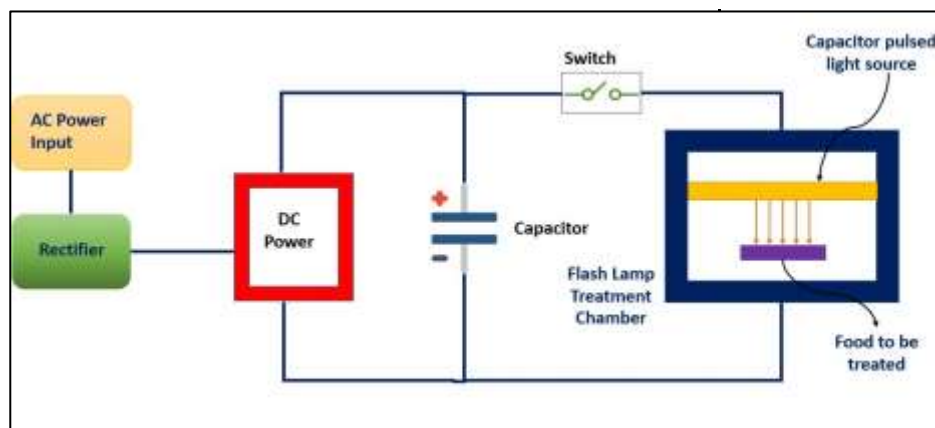 Capacitor pulsed
light source
Switch
AC Power
Input
DC
Power
Rectifier
+
Capacitor
-
Flash Lamp
Treatment
Chamber
Food to be
treated